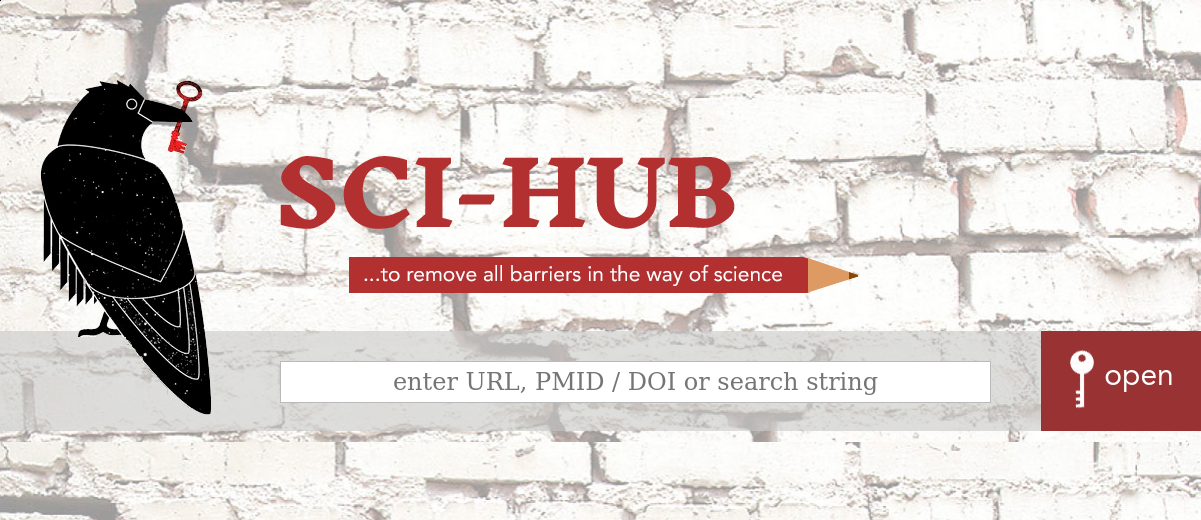 SCI-HUB
...to remove all barriers in the way of science
enter URL, PMID / DOI or search string
open